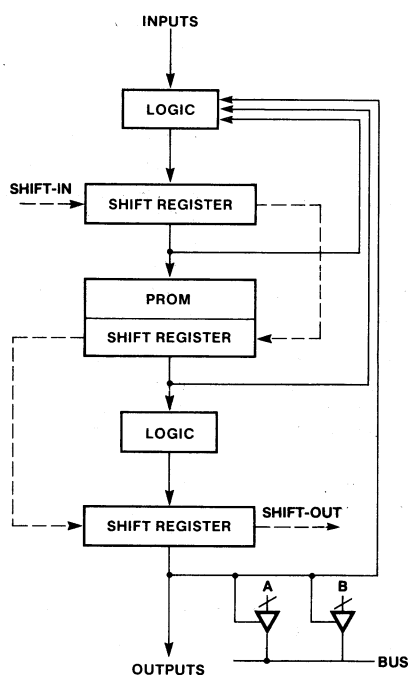 INPUTS
LOGIC
SHIFT-IN
SHIFT REGISTER
PROM
SHIFT REGISTER
LOGIC
SHIFT-OUT
SHIFT REGISTER
A B
BUS
OUTPUTS